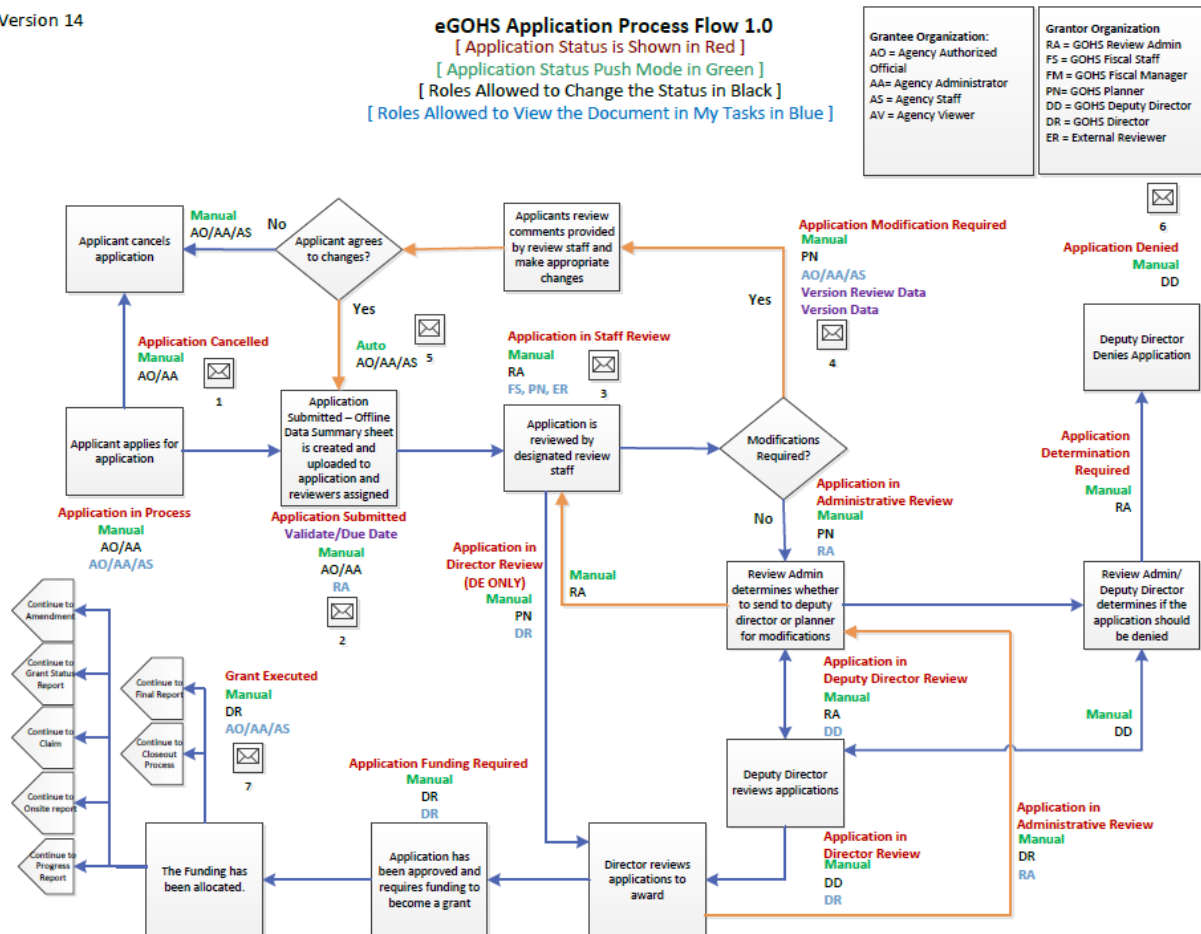 Version 14
eGOHS Application Process Flow 1.0
[ Application Status is Shown in Red ]
[ Application Status Push Mode in Green ]
[ Roles Allowed to Change the Status in Black ]
[ Roles Allowed to View the Document in My Tasks in Blue ]
Grantee Organization:
AO = Agency Authorized
Official
AA= Agency Administrator
AS = Agency Staff
AV = Agency Viewer
Grantor Organization
RA = GOHS Review Admin
FS = GOHS Fiscal Staff
FM = GOHS Fiscal Manager
PN= GOHS Planner
DD = GOHS Deputy Director
DR = GOHS Director
ER = External Reviewer
Applicant cancels
application
Manual
AO/AA/AS
No
Applicant agrees
to changes?
Applicants review
comments provided
by review staff and
make appropriate
changes
Application Modification Required
Manual
PN
AO/AA/AS
Version Review Data
Version Data
4
6
Application Denied
Manual
DD
Yes
Yes
Application Cancelled
Manual
AO/AA
1
Auto
AO/AA/AS
5
Application in Staff Review
Manual
RA
FS, PN, ER
3
Deputy Director
Denies Application
Applicant applies for
application
Application
Submitted – Offline
Data Summary sheet
is created and
uploaded to
application and
reviewers assigned
Application is
reviewed by
designated review
staff
Modifications
Required?
Application
Determination
Required
Manual
RA
Application in Process
Manual
AO/AA
AO/AA/AS
Application Submitted
Validate/Due Date
Manual
AO/AA
RA
2
Application in
Director Review
(DE ONLY)
Manual
PN
DR
Manual
RA
No
Application in
Administrative Review
Manual
PN
RA
Review Admin
determines whether
to send to deputy
director or planner
for modifications
Review Admin/
Deputy Director
determines if the
application should
be denied
Continue to
Amendment
Continue to
Grant Status
Report
Continue to
Claim
Continue to
Onsite report
Continue to
Progress
Report
Continue to
Final Report
Continue to
Closeout
Process
Grant Executed
Manual
DR
AO/AA/AS
7
Application in
Deputy Director Review
Manual
RA
DD
Manual
DD
Deputy Director
reviews applications
Application Funding Required
Manual
DR
DR
Application in
Director Review
Manual
DD
DR
Application in
Administrative Review
Manual
DR
RA
The Funding has
been allocated.
Application has
been approved and
requires funding to
become a grant
Director reviews
applications to
award